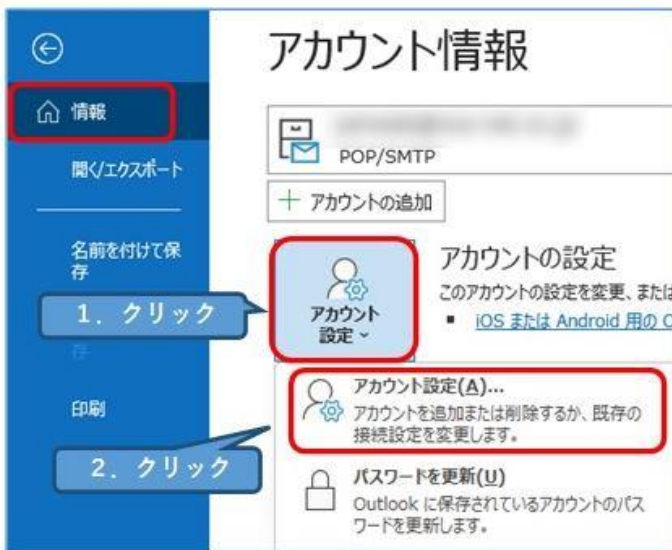 アカウント情報
情報
開く/エクスポート
POP/SMTP
アカウントの追加
名前を付けて保
存
アカウントの設定
このアカウントの設定を変更、または
iOS または Android 用の
アカウント
設定
1. クリック
存
アカウント設定(A)...
アカウントを追加または削除するか、既存の
接続設定を変更します。
印刷
2. クリック
パスワードを更新(U)
Outlook に保存されているアカウントのパス
ワードを更新します。